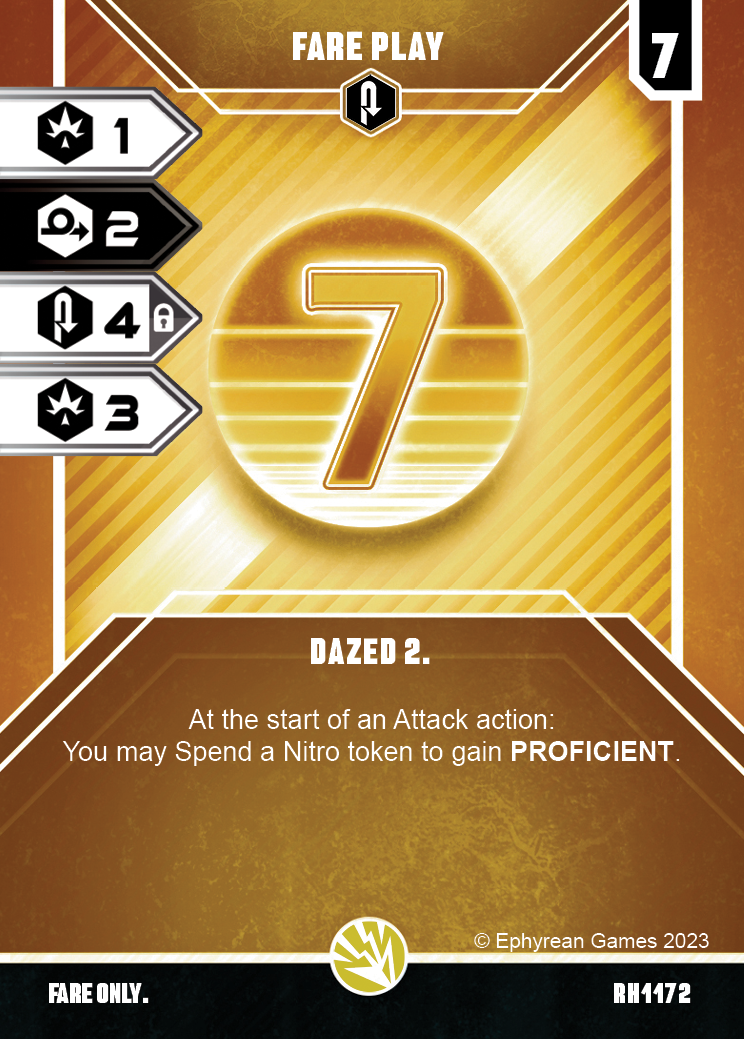 FARE PLAY
7
1
2
4
3
7
DAZED 2.
At the start of an Attack action:
You may Spend a Nitro token to gain PROFICIENT.
© Ephyrean Games 2023
FARE ONLY.
RH1172